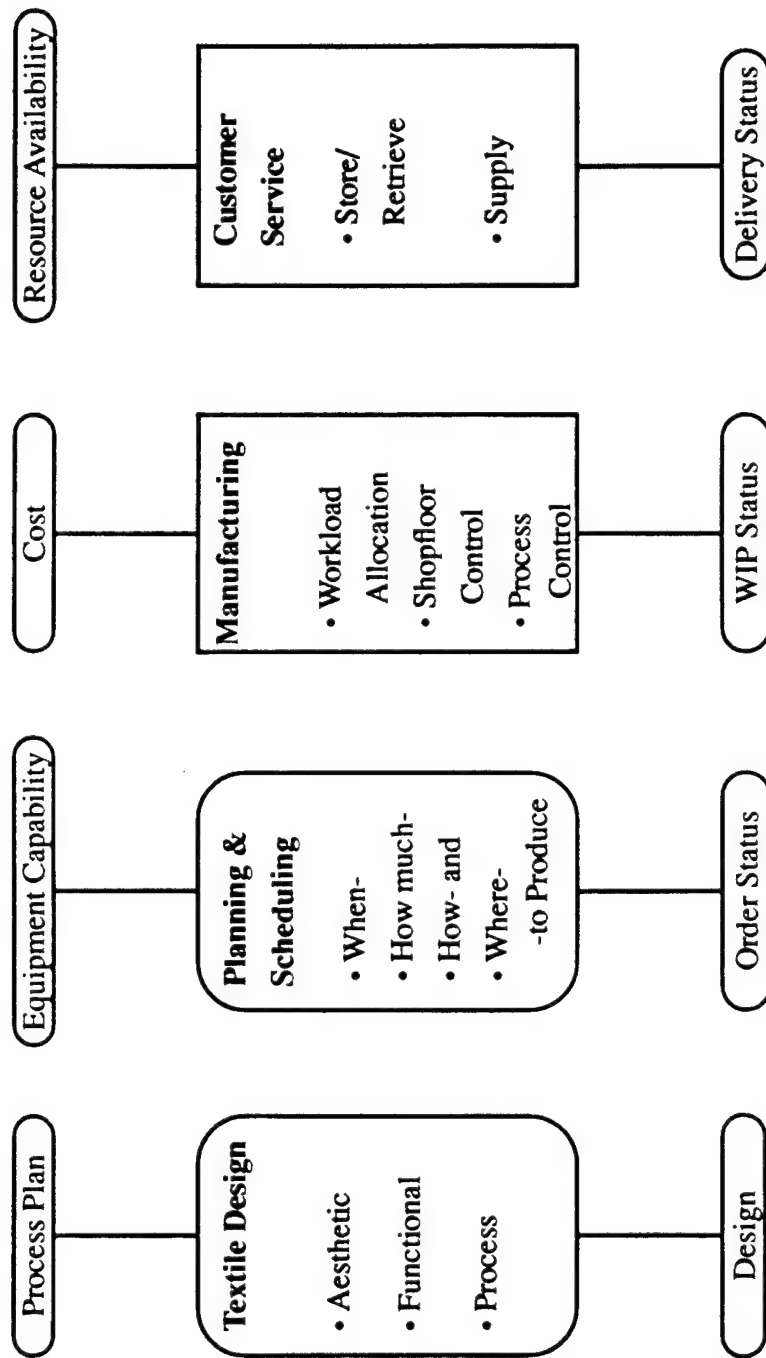 Process Plan
Equipment Capability
Cost
Resource Availability
Textile Design
• Aesthetic
• Functional
• Process
Planning &
Scheduling
• When-
• How much-
• How- and
• Where-
-to Produce
Manufacturing
• Workload
Allocation
• Shopfloor
Control
• Process
Control
Customer
Service
• Store/
Retrieve
• Supply
Design
Order Status
WIP Status
Delivery Status